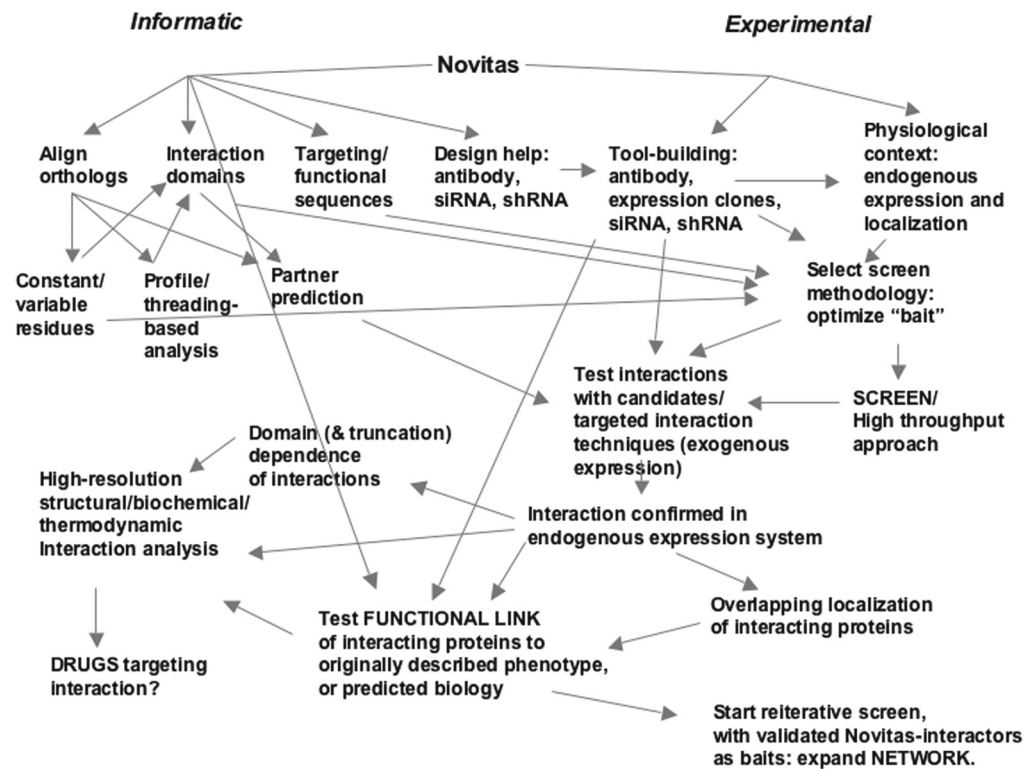 Informatic
Experimental
Novitas
Align
orthologs
Interaction
domains
Targeting/
functional
sequences
Design help:
antibody,
siRNA, shRNA
Tool-building:
antibody,
expression clones,
siRNA, shRNA
Physiological
context:
endogenous
expression and
localization
Constant/
variable
residues
Profile/
threading-
based
analysis
Partner
prediction
Select screen
methodology:
optimize “bait”
Test interactions
with candidates/
targeted interaction
techniques (exogenous
expression)
SCREEN/
High throughput
approach
Domain (& truncation)
dependence
of interactions
High-resolution
structural/biochemical/
thermodynamic
Interaction analysis
Interaction confirmed in
endogenous expression system
Overlapping localization
of interacting proteins
Test FUNCTIONAL LINK
of interacting proteins to
originally described phenotype,
or predicted biology
DRUGS targeting
interaction?
Start reiterative screen,
with validated Novitas-interactors
as baits: expand NETWORK.